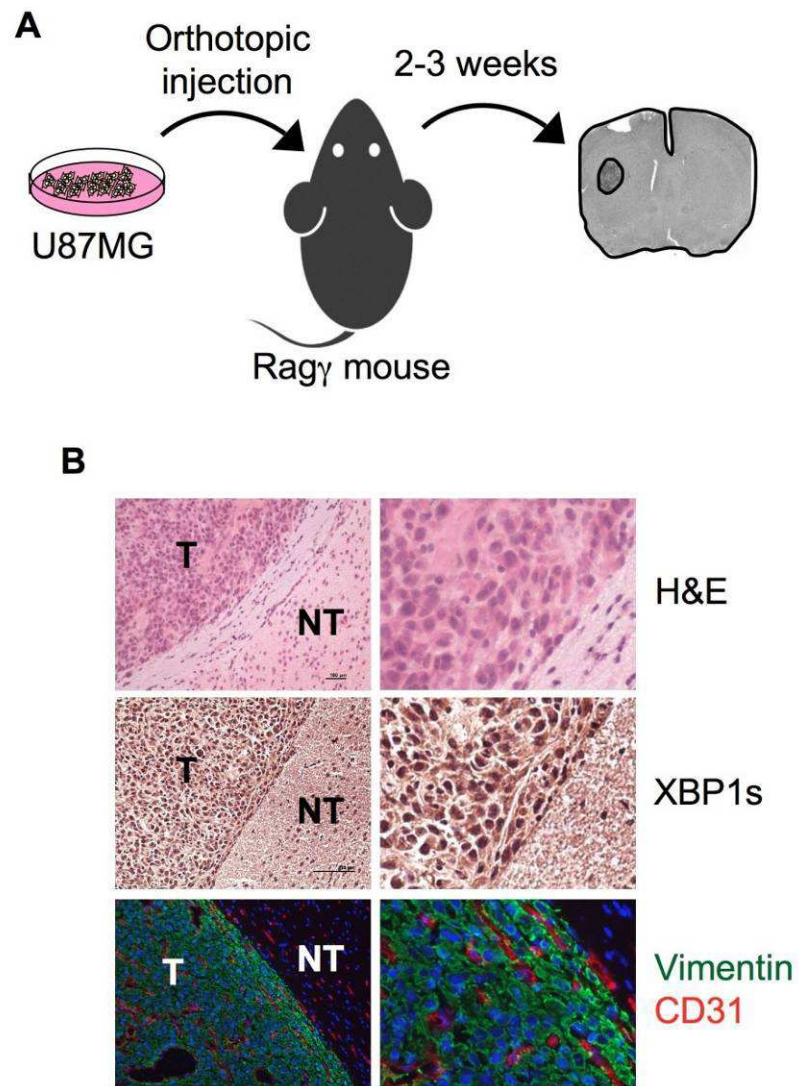 A
Orthotopic
injection
2-3 weeks
U87MG
Ragγ mouse
B
T
NT
H&E
T
NT
XBP1s
T
NT
Vimentin
CD31